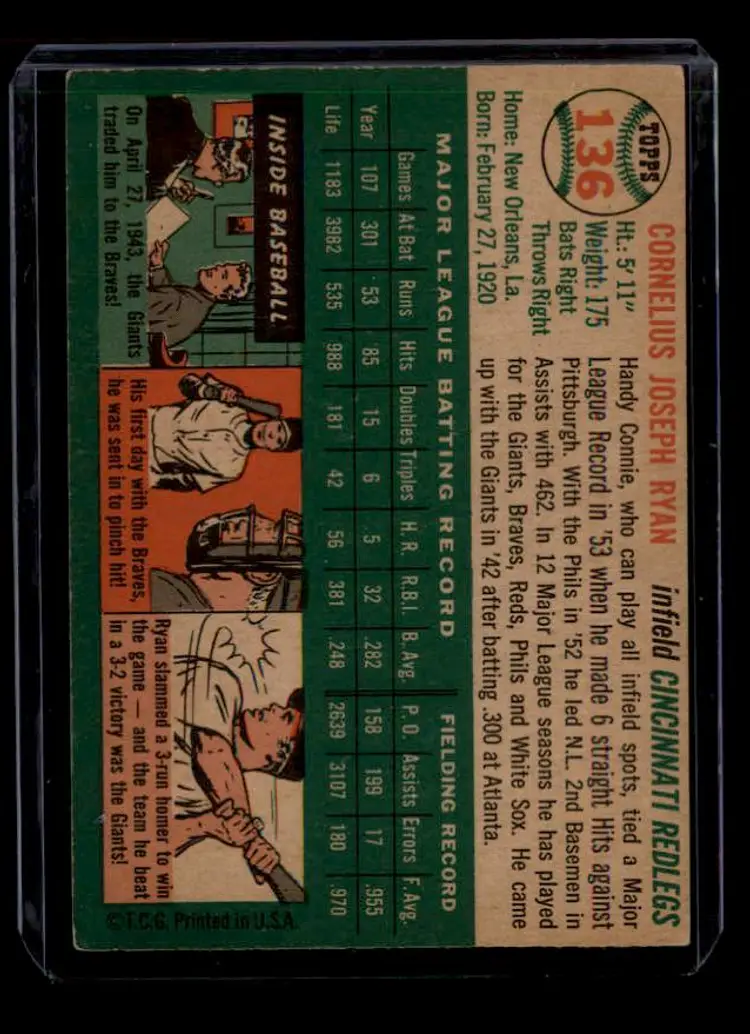 TOPPS
136
CORNELIUS JOSEPH RYAN infield CINCINNATI REDLEGS
Ht.: 5' 11"
Weight: 175
Bats Right
Throws Right
Home: New Orleans, La.
Born: February 27, 1920
Handy Connie, who can play all infield spots, tied a Major
League Record in '53 when he made 6 straight Hits against
Pittsburgh. With the Phils in '52 he led N.L. 2nd Basemen in
Assists with 462. In 12 Major League seasons he has played
for the Giants, Braves, Reds, Phils and White Sox. He came
up with the Giants in '42 after batting .300 at Atlanta.
MAJOR LEAGUE BATTING RECORD FIELDING RECORD
Games At Bat Runs Hits Doubles Triples H. R. R.B.I. B. Avg. P. O. Assists Errors F. Avg.
Year 107 301 53 85 15 6 5 32 .282 158 199 17 .955
Life 1183 3982 535 988 181 42 56 381 .248 2639 3107 180 .970
INSIDE BASEBALL
On April 27, 1943, the Giants
traded him to the Braves!
His first day with the Braves,
he was sent in to pinch hit!
Ryan slammed a 3-run homer to win
the game — and the team he beat
in a 3-2 victory was the Giants!
© T.C.G. Printed in U.S.A.